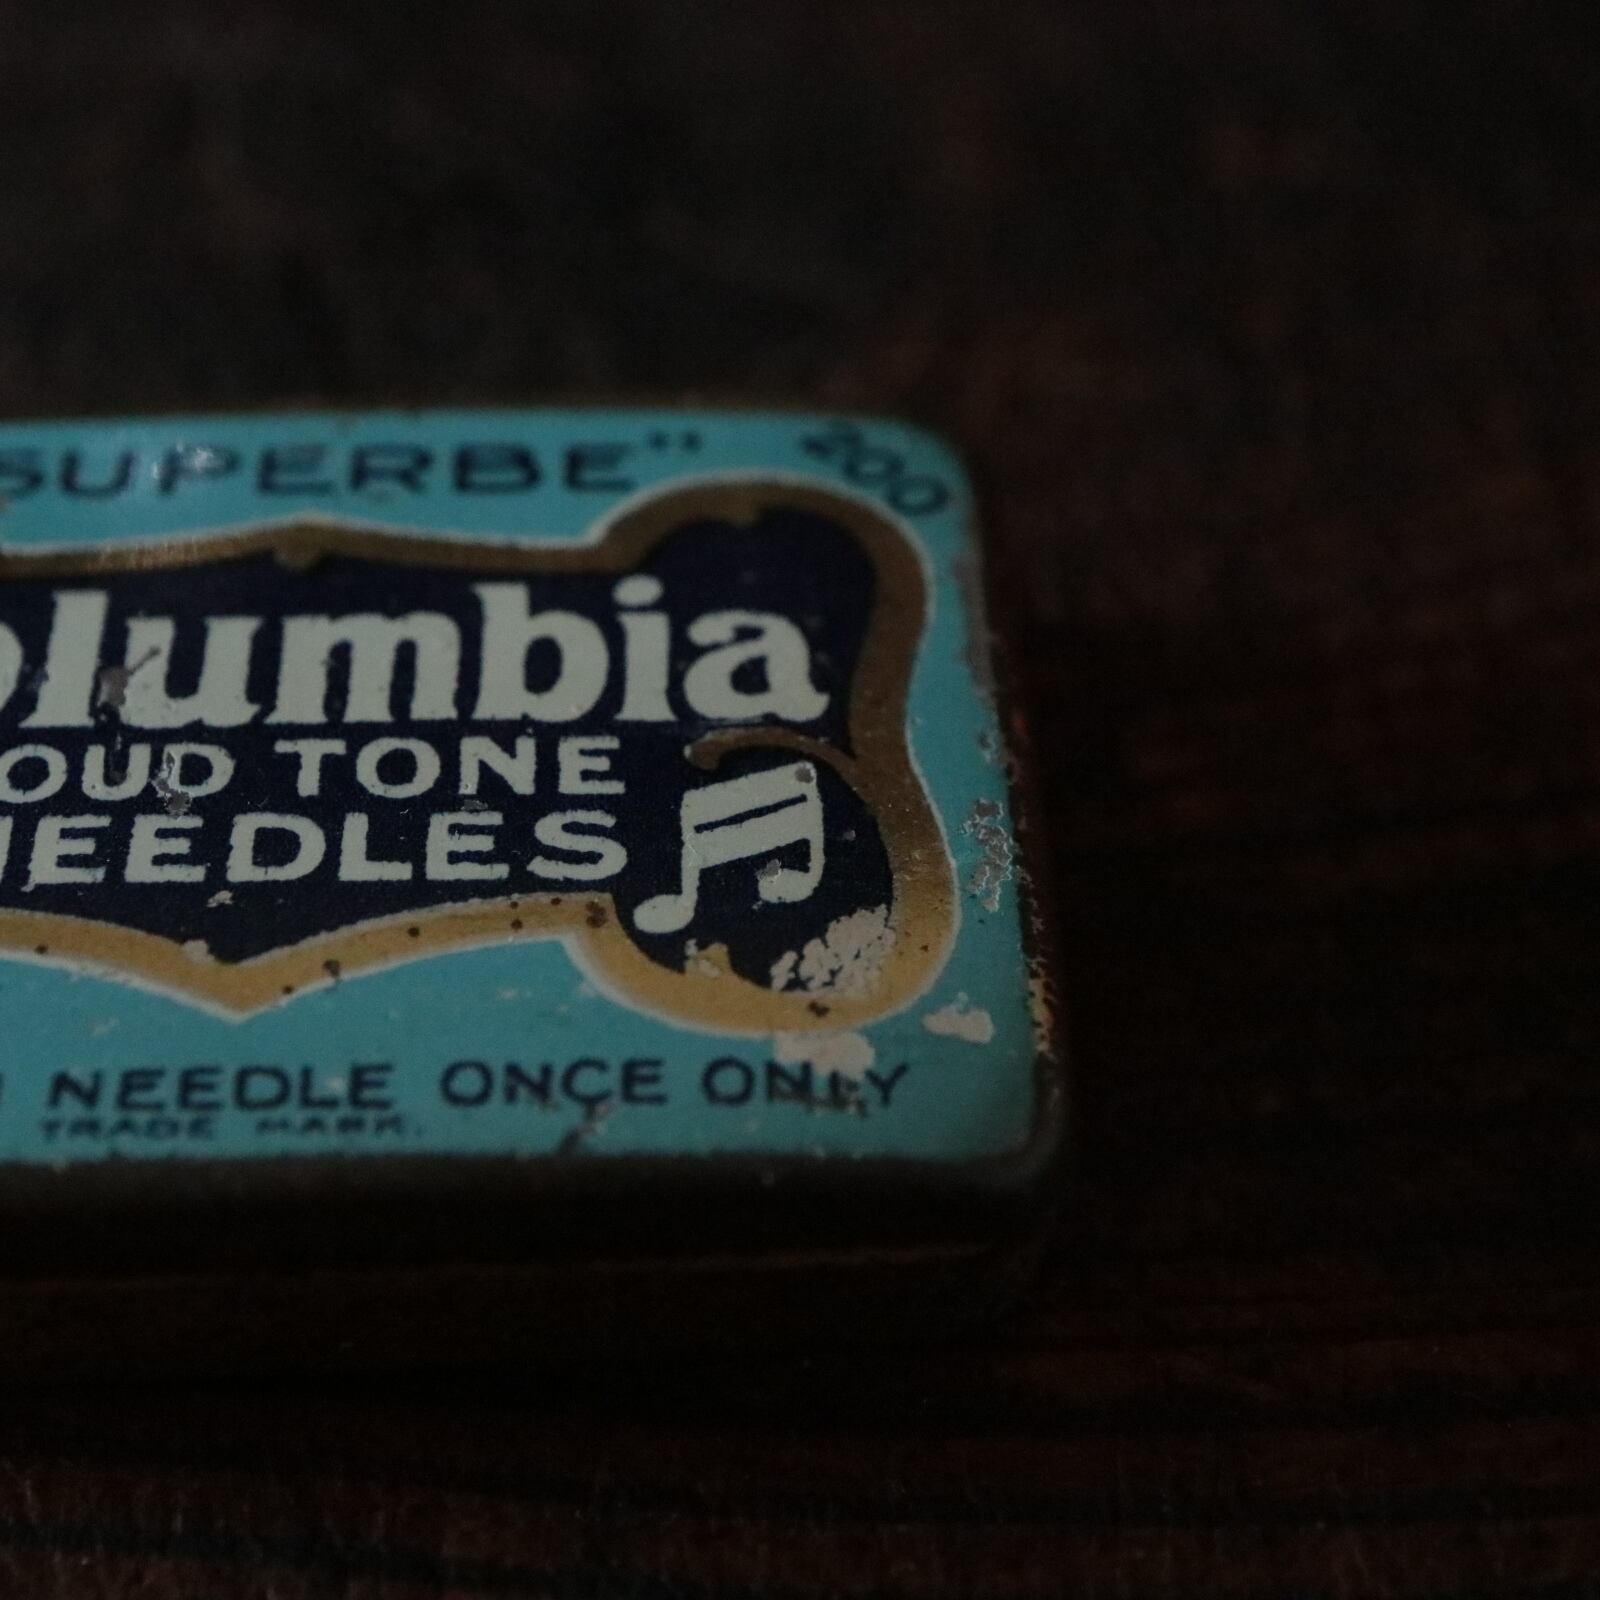 SUPERBE" 200
olumbia
OUD TONE
EEDLES
NEEDLE ONCE ONLY
TRADE MARK.